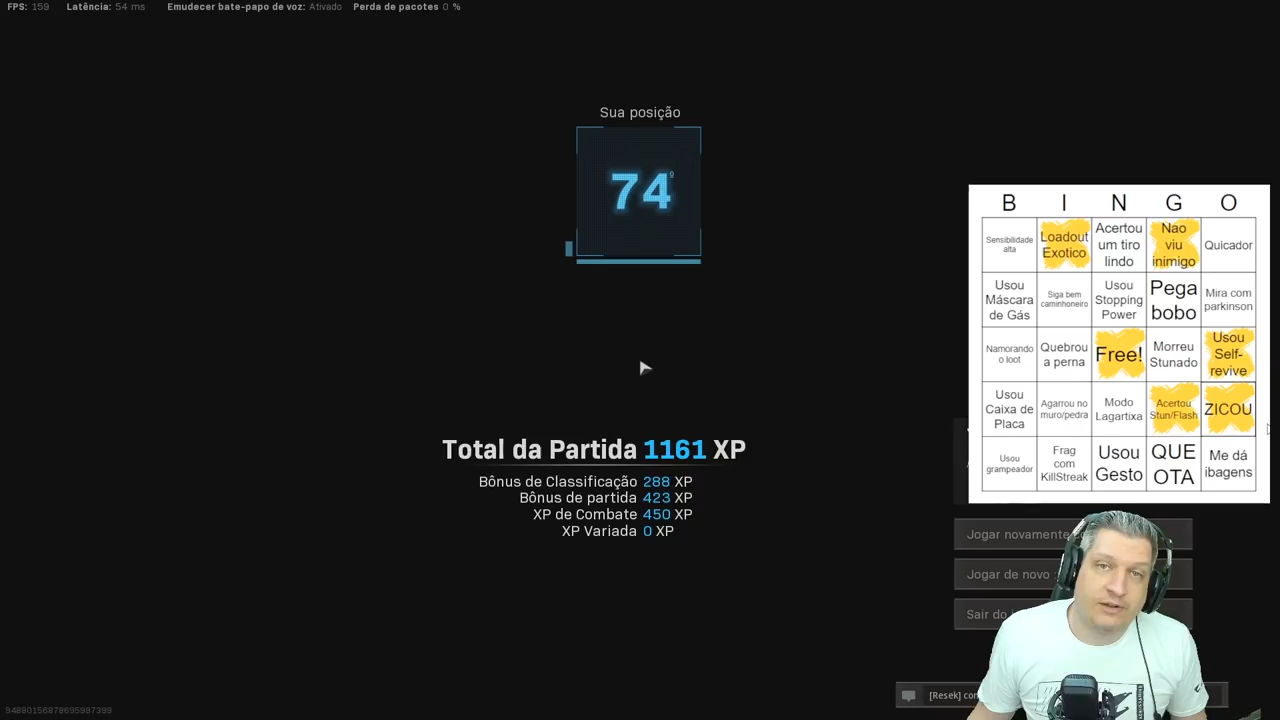 FPS: 159 Latência: 54 ms Emudecer bate-papo de voz: Ativado Perda de pacotes 0 %
Sua posição
74º
Total da Partida 1161 XP
Bônus de Classificação 288 XP
Bônus de partida 423 XP
XP de Combate 450 XP
XP Variada 0 XP
B I N G O
Sensibilidade
alta
Loadout
Exotico
Acertou
um tiro
lindo
Nao
viu
inimigo
Quicador
Usou
Máscara
de Gás
Siga bem
caminhoneiro
Usou
Stopping
Power
Pega
bobo
Mira com
parkinson
Namorando
o loot
Quebrou
a perna
Free!
Morreu
Stunado
Usou
Self-
revive
Usou
Caixa de
Placa
Agarrou no
muro/pedra
Modo
Lagartixa
Acertou
Stun/Flash
ZICOU
Usou
grampeador
Frag
com
KillStreak
Usou
Gesto
QUE
OTA
Me dá
ibagens
Jogar novamente
Jogar de novo
Sair do
[Resek]
94880156878695997399